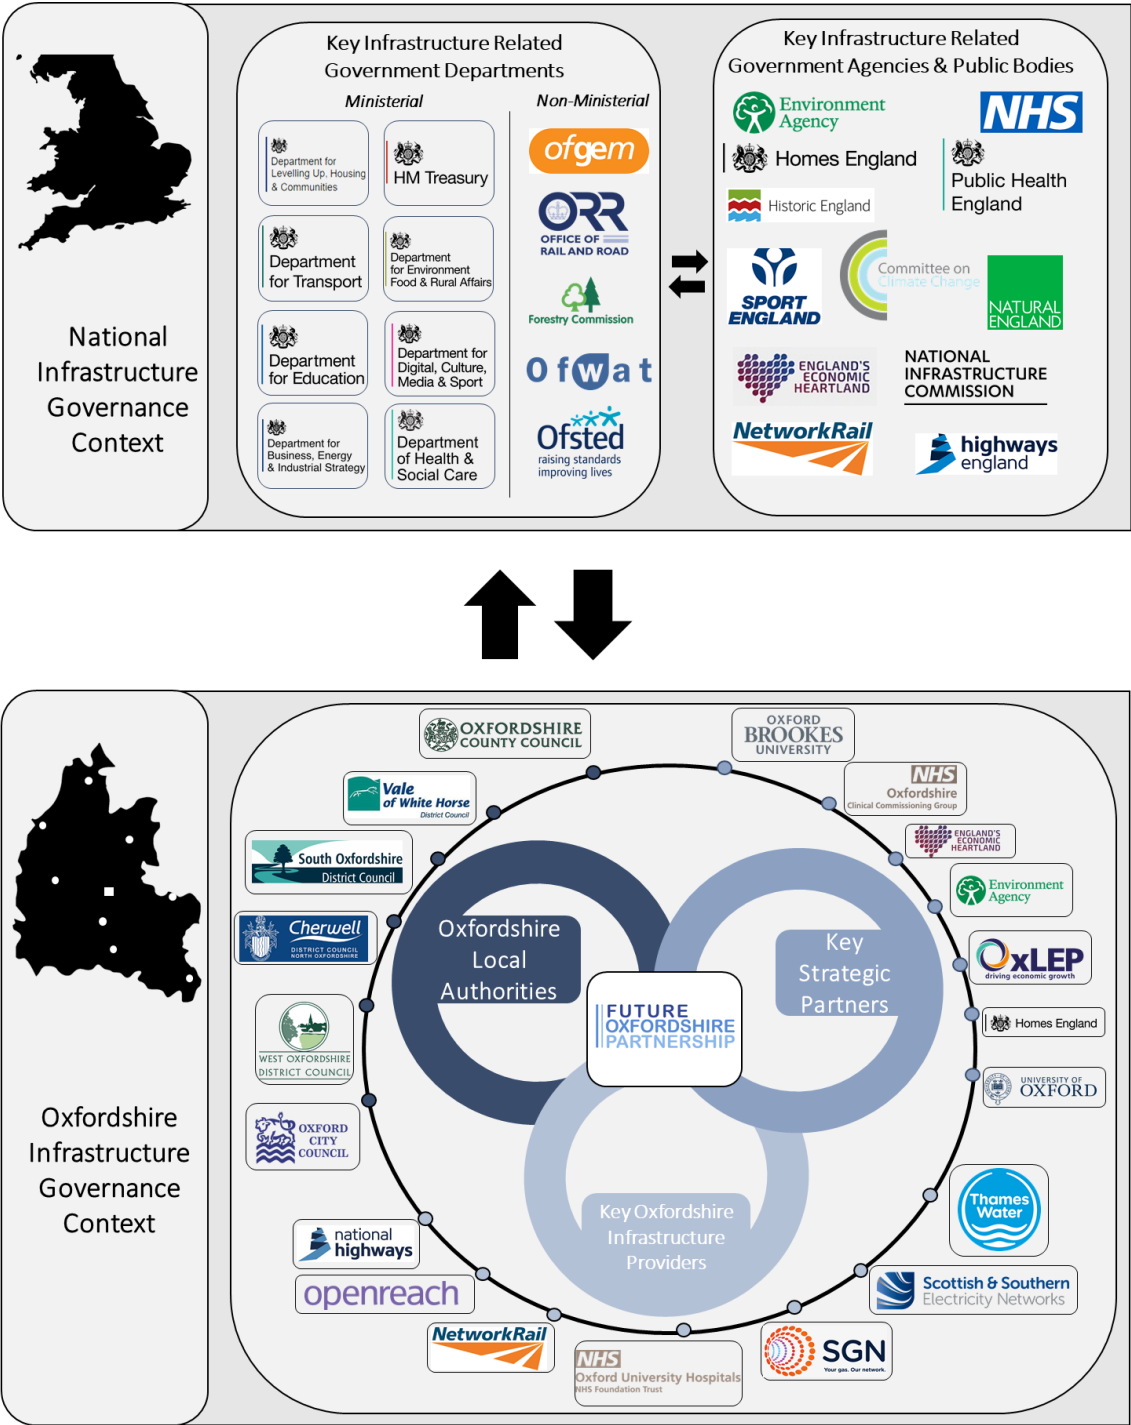 National
Infrastructure
Governance
Context
Key Infrastructure Related
Government Departments
Ministerial
Non-Ministerial
Department for
Levelling Up, Housing
& Communities
HM Treasury
Department
for Transport
Department
for Environment
Food & Rural Affairs
Department
for Education
Department for
Digital, Culture,
Media & Sport
Department for
Business, Energy
& Industrial Strategy
Department
of Health &
Social Care
ofgem
ORR
OFFICE OF
RAIL AND ROAD
Forestry Commission
Ofwat
Ofsted
raising standards
improving lives
Key Infrastructure Related
Government Agencies & Public Bodies
Environment
Agency
NHS
Homes England
Public Health
England
Historic England
SPORT
ENGLAND
Committee on
Climate Change
NATURAL
ENGLAND
ENGLAND'S
ECONOMIC
HEARTLAND
NATIONAL
INFRASTRUCTURE
COMMISSION
NetworkRail
highways
england
Oxfordshire
Infrastructure
Governance
Context
OXFORDSHIRE
COUNTY COUNCIL
Vale
of White Horse
District Council
South Oxfordshire
District Council
Cherwell
DISTRICT COUNCIL
NORTH OXFORDSHIRE
WEST OXFORDSHIRE
DISTRICT COUNCIL
OXFORD
CITY
COUNCIL
national
highways
openreach
NetworkRail
NHS
Oxford University Hospitals
NHS Foundation Trust
SGN
Your gas. Our network.
Scottish & Southern
Electricity Networks
Thames
Water
UNIVERSITY OF
OXFORD
Homes England
OxLEP
driving economic growth
Environment
Agency
ENGLAND'S
ECONOMIC
HEARTLAND
NHS
Oxfordshire
Clinical Commissioning Group
OXFORD
BROOKES
UNIVERSITY
Oxfordshire
Local
Authorities
Key
Strategic
Partners
FUTURE
OXFORDSHIRE
PARTNERSHIP
Key Oxfordshire
Infrastructure
Providers